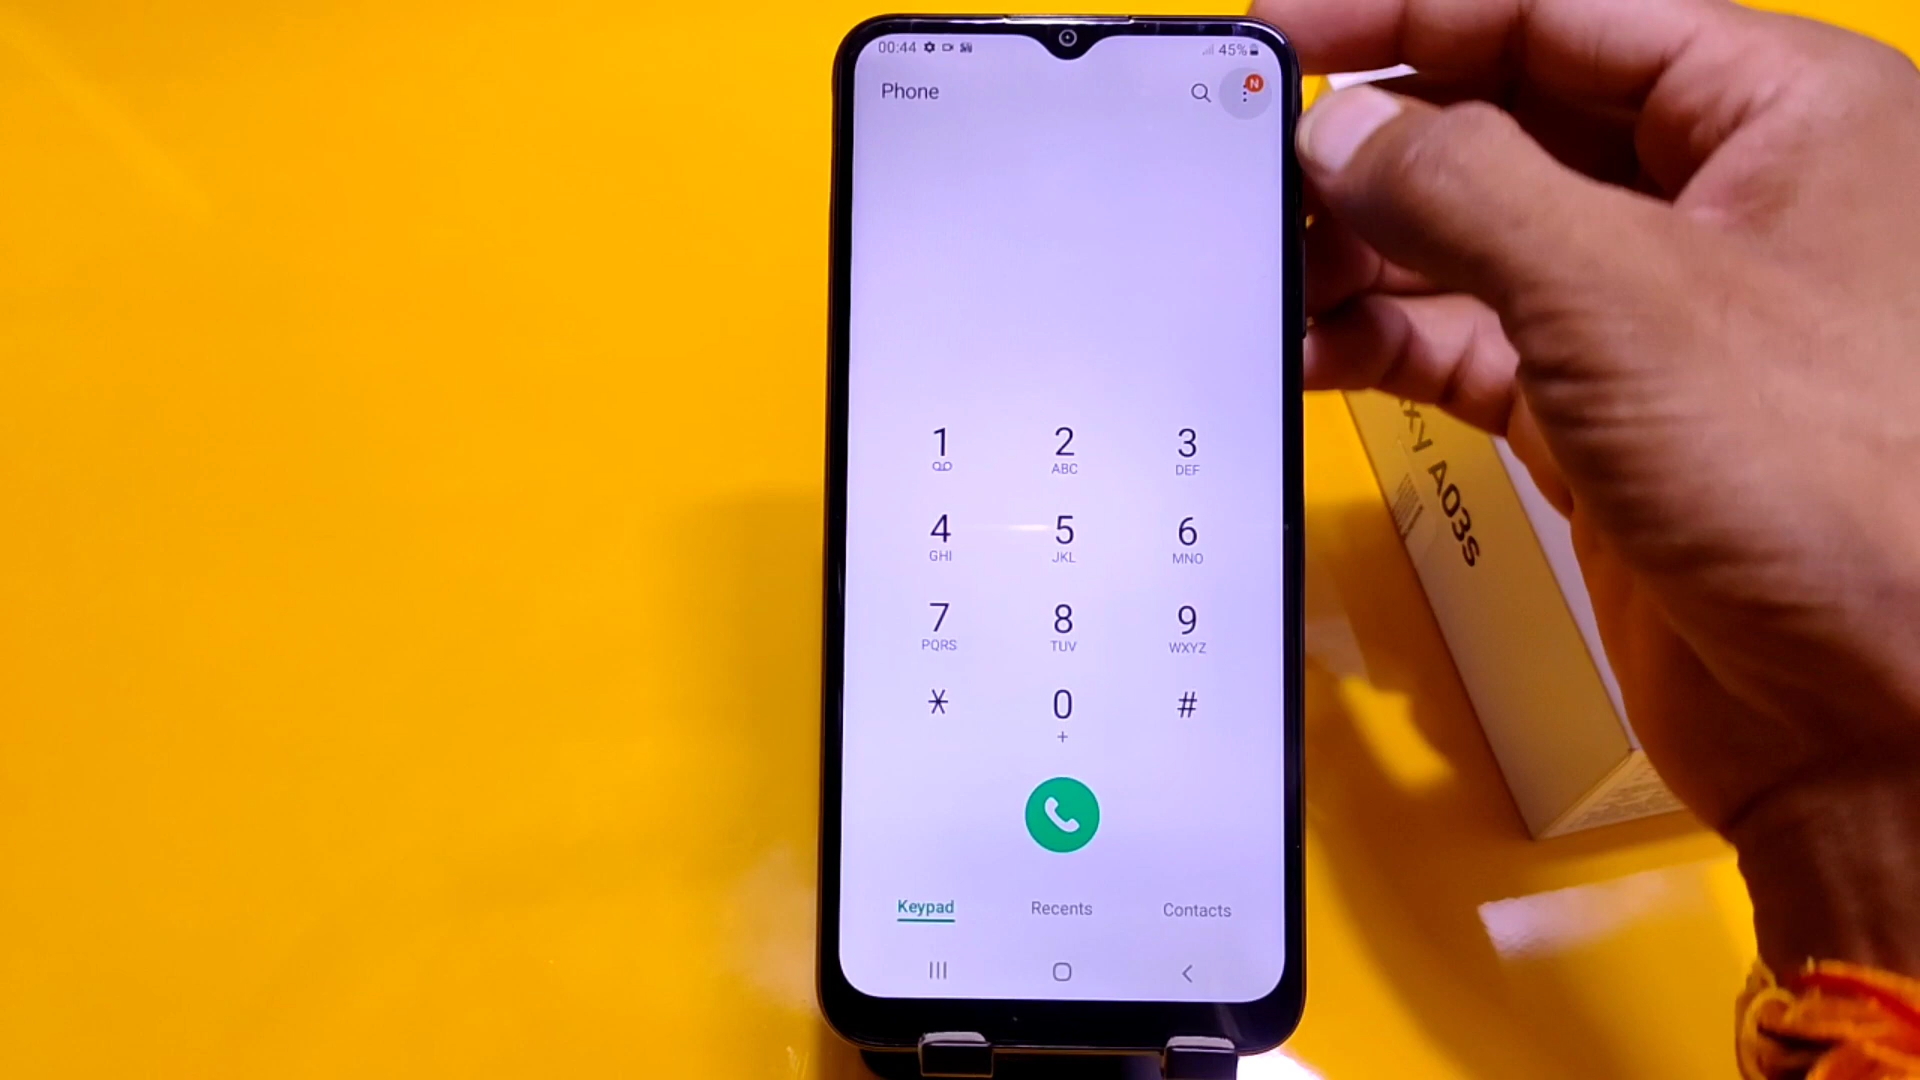 00:44 45%
Phone
N
1 2 3
ABC DEF
4 5 6
GHI JKL MNO
7 8 9
PQRS TUV WXYZ
* 0 #
+
Keypad Recents Contacts
XY A03S